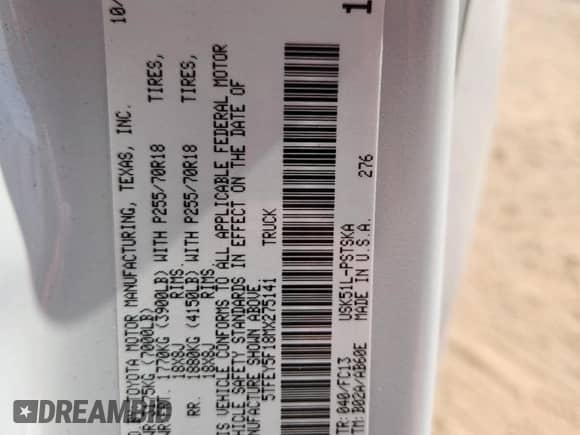 10/
TOYOTA MOTOR MANUFACTURING, TEXAS, INC.
175KG (7000LB)
1770KG (3900LB) WITH P255/70R18 TIRES,
18X8J RIMS,
RR. 1880KG (4150LB) WITH P255/70R18 TIRES,
18X8J RIMS.
IS VEHICLE CONFORMS TO ALL APPLICABLE FEDERAL MOTOR
HICLE SAFETY STANDARDS IN EFFECT ON THE DATE OF
NUFACTURE SHOWN ABOVE.
5TFEY5F18MX275141 TRUCK
TR: 040/FC13 USK51L-PSTSKA 276
TM: B02A/AB60E MADE IN U.S.A.
1
DREAMBID